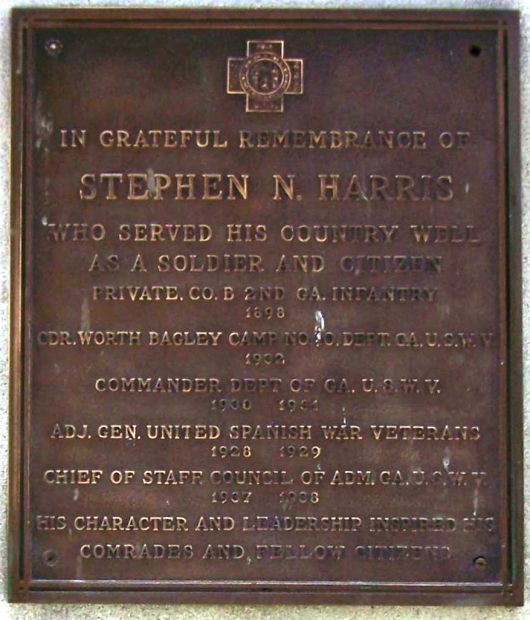 IN GRATEFUL REMEMBRANCE OF
STEPHEN N. HARRIS
WHO SERVED HIS COUNTRY WELL
AS A SOLDIER AND CITIZEN
PRIVATE. CO. B 2ND GA. INFANTRY
1898
CDR. WORTH BAGLEY CAMP NO. 10, DEPT. GA. U.S.W.V.
1932
COMMANDER DEPT OF GA. U.S.W.V.
ADJ. GEN. UNITED SPANISH WAR VETERANS
1928 1929
CHIEF OF STAFF COUNCIL OF ADM. GA. U.S.W.V.
1937 1938
HIS CHARACTER AND LEADERSHIP INSPIRED HIS
COMRADES AND FELLOW CITIZENS